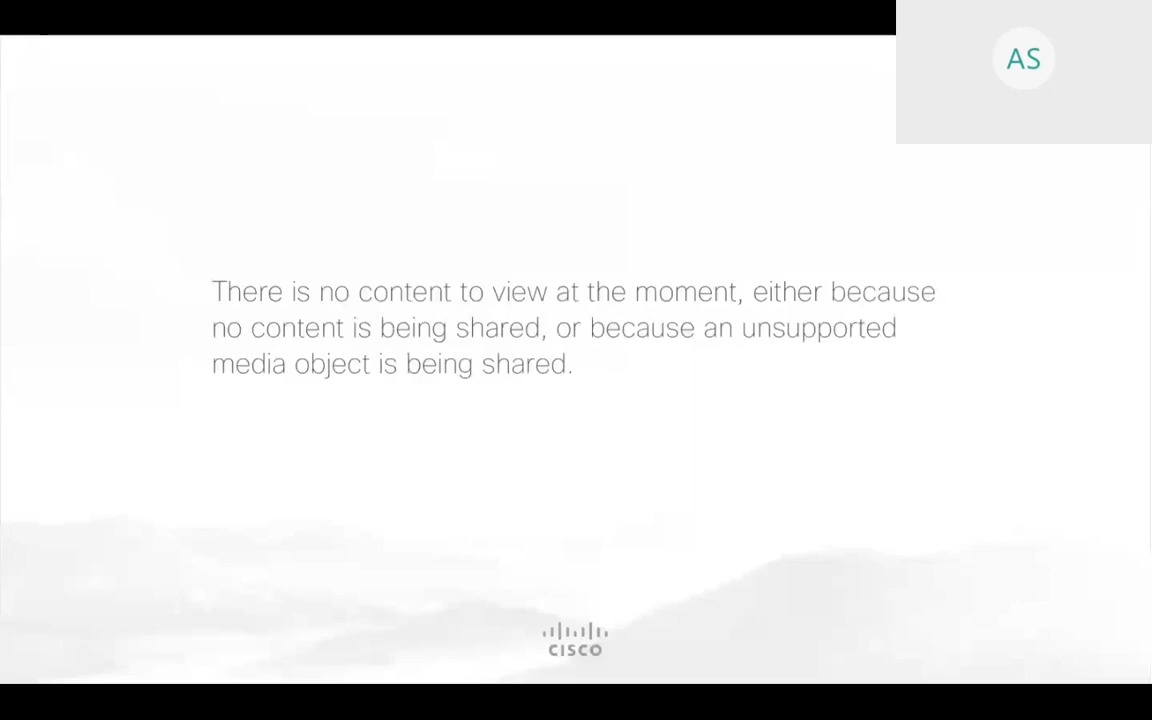 AS
There is no content to view at the moment, either because
no content is being shared, or because an unsupported
media object is being shared.
CISCO